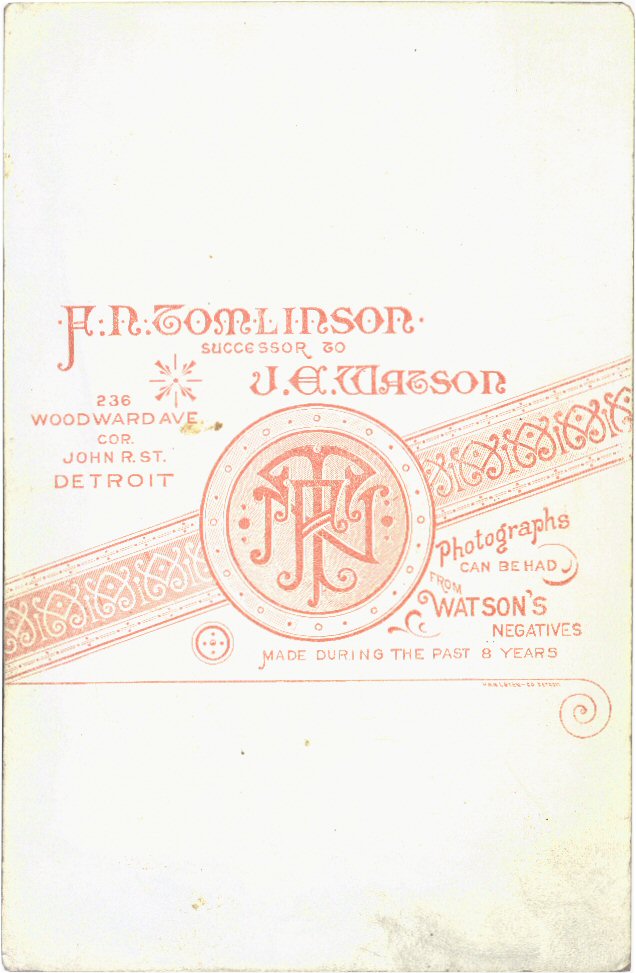 F. N. TOMLINSON
SUCCESSOR TO
J. E. WATSON
236
WOODWARD AVE.
COR.
JOHN R. ST.
DETROIT
Photographs
CAN BE HAD
FROM
WATSON'S
NEGATIVES
MADE DURING THE PAST 8 YEARS